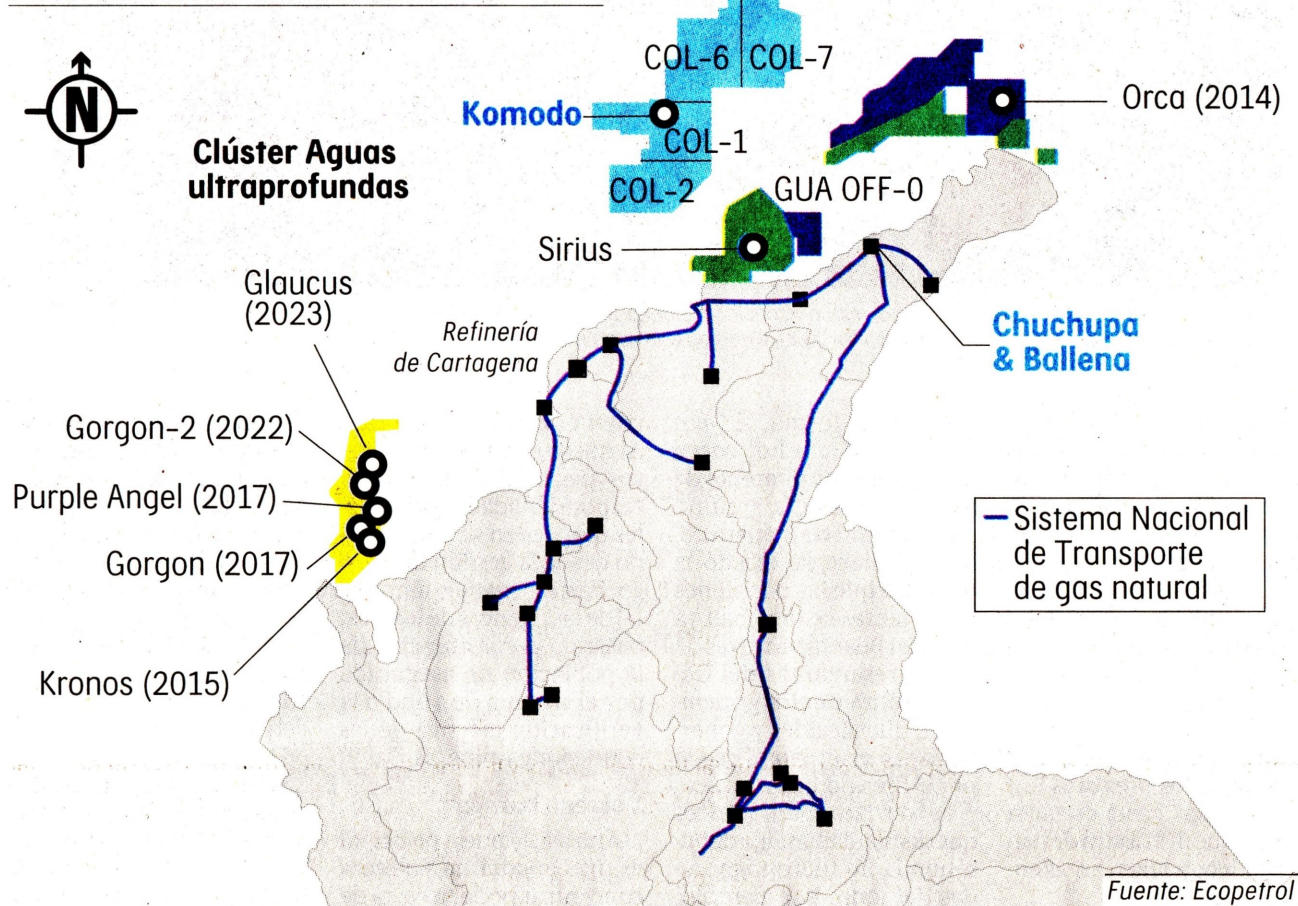 N
Clúster Aguas
ultraprofundas
COL-6
COL-7
Komodo
COL-1
COL-2
Orca (2014)
GUA OFF-0
Sirius
Glaucus
(2023)
Refinería
de Cartagena
Chuchupa
& Ballena
Gorgon-2 (2022)
Purple Angel (2017)
Gorgon (2017)
Kronos (2015)
Sistema Nacional
de Transporte
de gas natural
Fuente: Ecopetrol